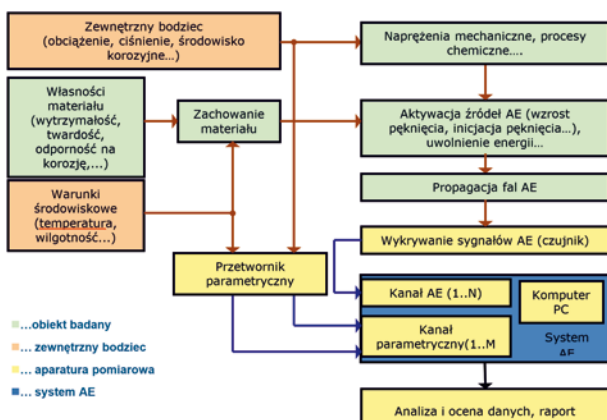 Zewnętrzny bodziec
(obciążenie, ciśnienie, środowisko
korozyjne…)
Naprężenia mechaniczne, procesy
chemiczne….
Własności
materiału
(wytrzymałość,
twardość,
odporność na
korozję,...)
Zachowanie
materiału
Aktywacja źródeł AE (wzrost
pęknięcia, inicjacja pęknięcia…),
uwolnienie energii…
Propagacja fal AE
Warunki
środowiskowe
(temperatura,
wilgotność…)
Wykrywanie sygnałów AE (czujnik)
Przetwornik
parametryczny
Kanał AE (1..N)
Komputer
PC
Kanał
parametryczny(1..M
System
AE
…obiekt badany
… zewnętrzny bodziec
… aparatura pomiarowa
… system AE
Analiza i ocena danych, raport